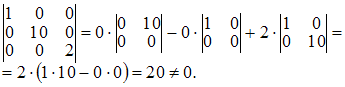 |1 0 0|
|0 10 0| = 0 · |0 10; 0 0| − 0 · |1 0; 0 0| + 2 · |1 0; 0 10| =
|0 0 2|
= 2 · (1 · 10 − 0 · 0) = 20 ≠ 0.